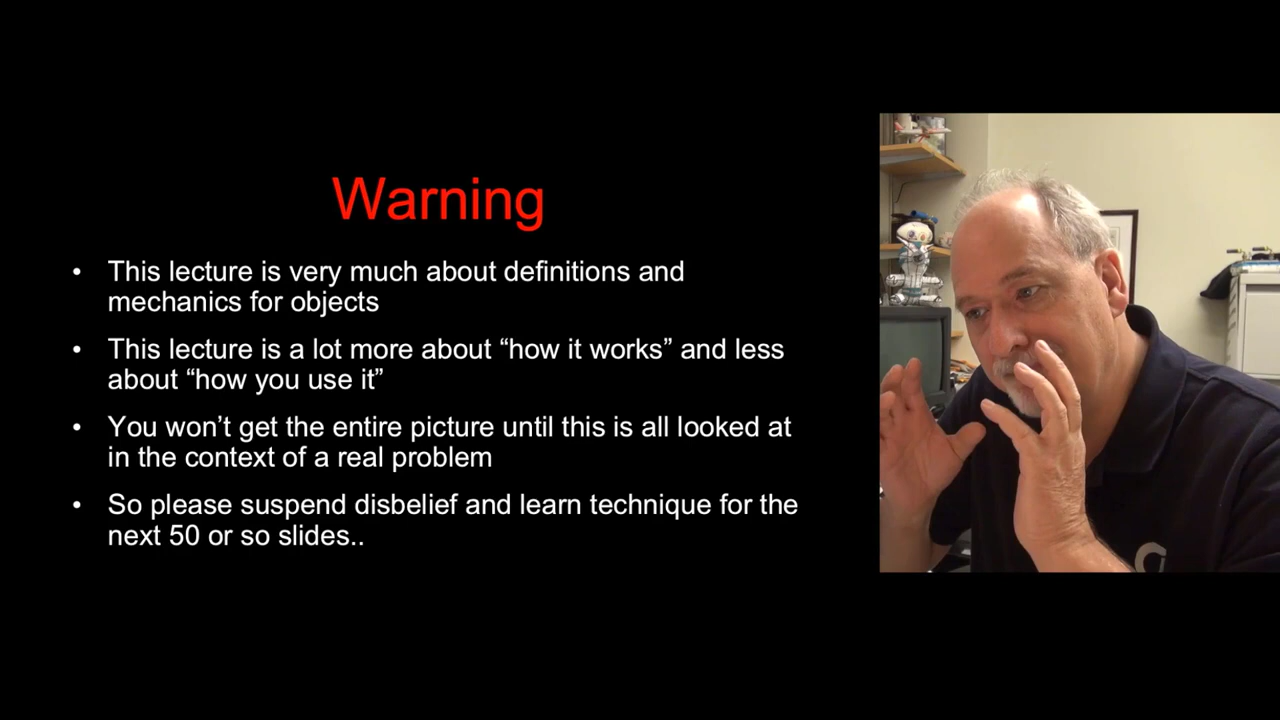 Warning
• This lecture is very much about definitions and
mechanics for objects
• This lecture is a lot more about “how it works” and less
about “how you use it”
• You won’t get the entire picture until this is all looked at
in the context of a real problem
• So please suspend disbelief and learn technique for the
next 50 or so slides..